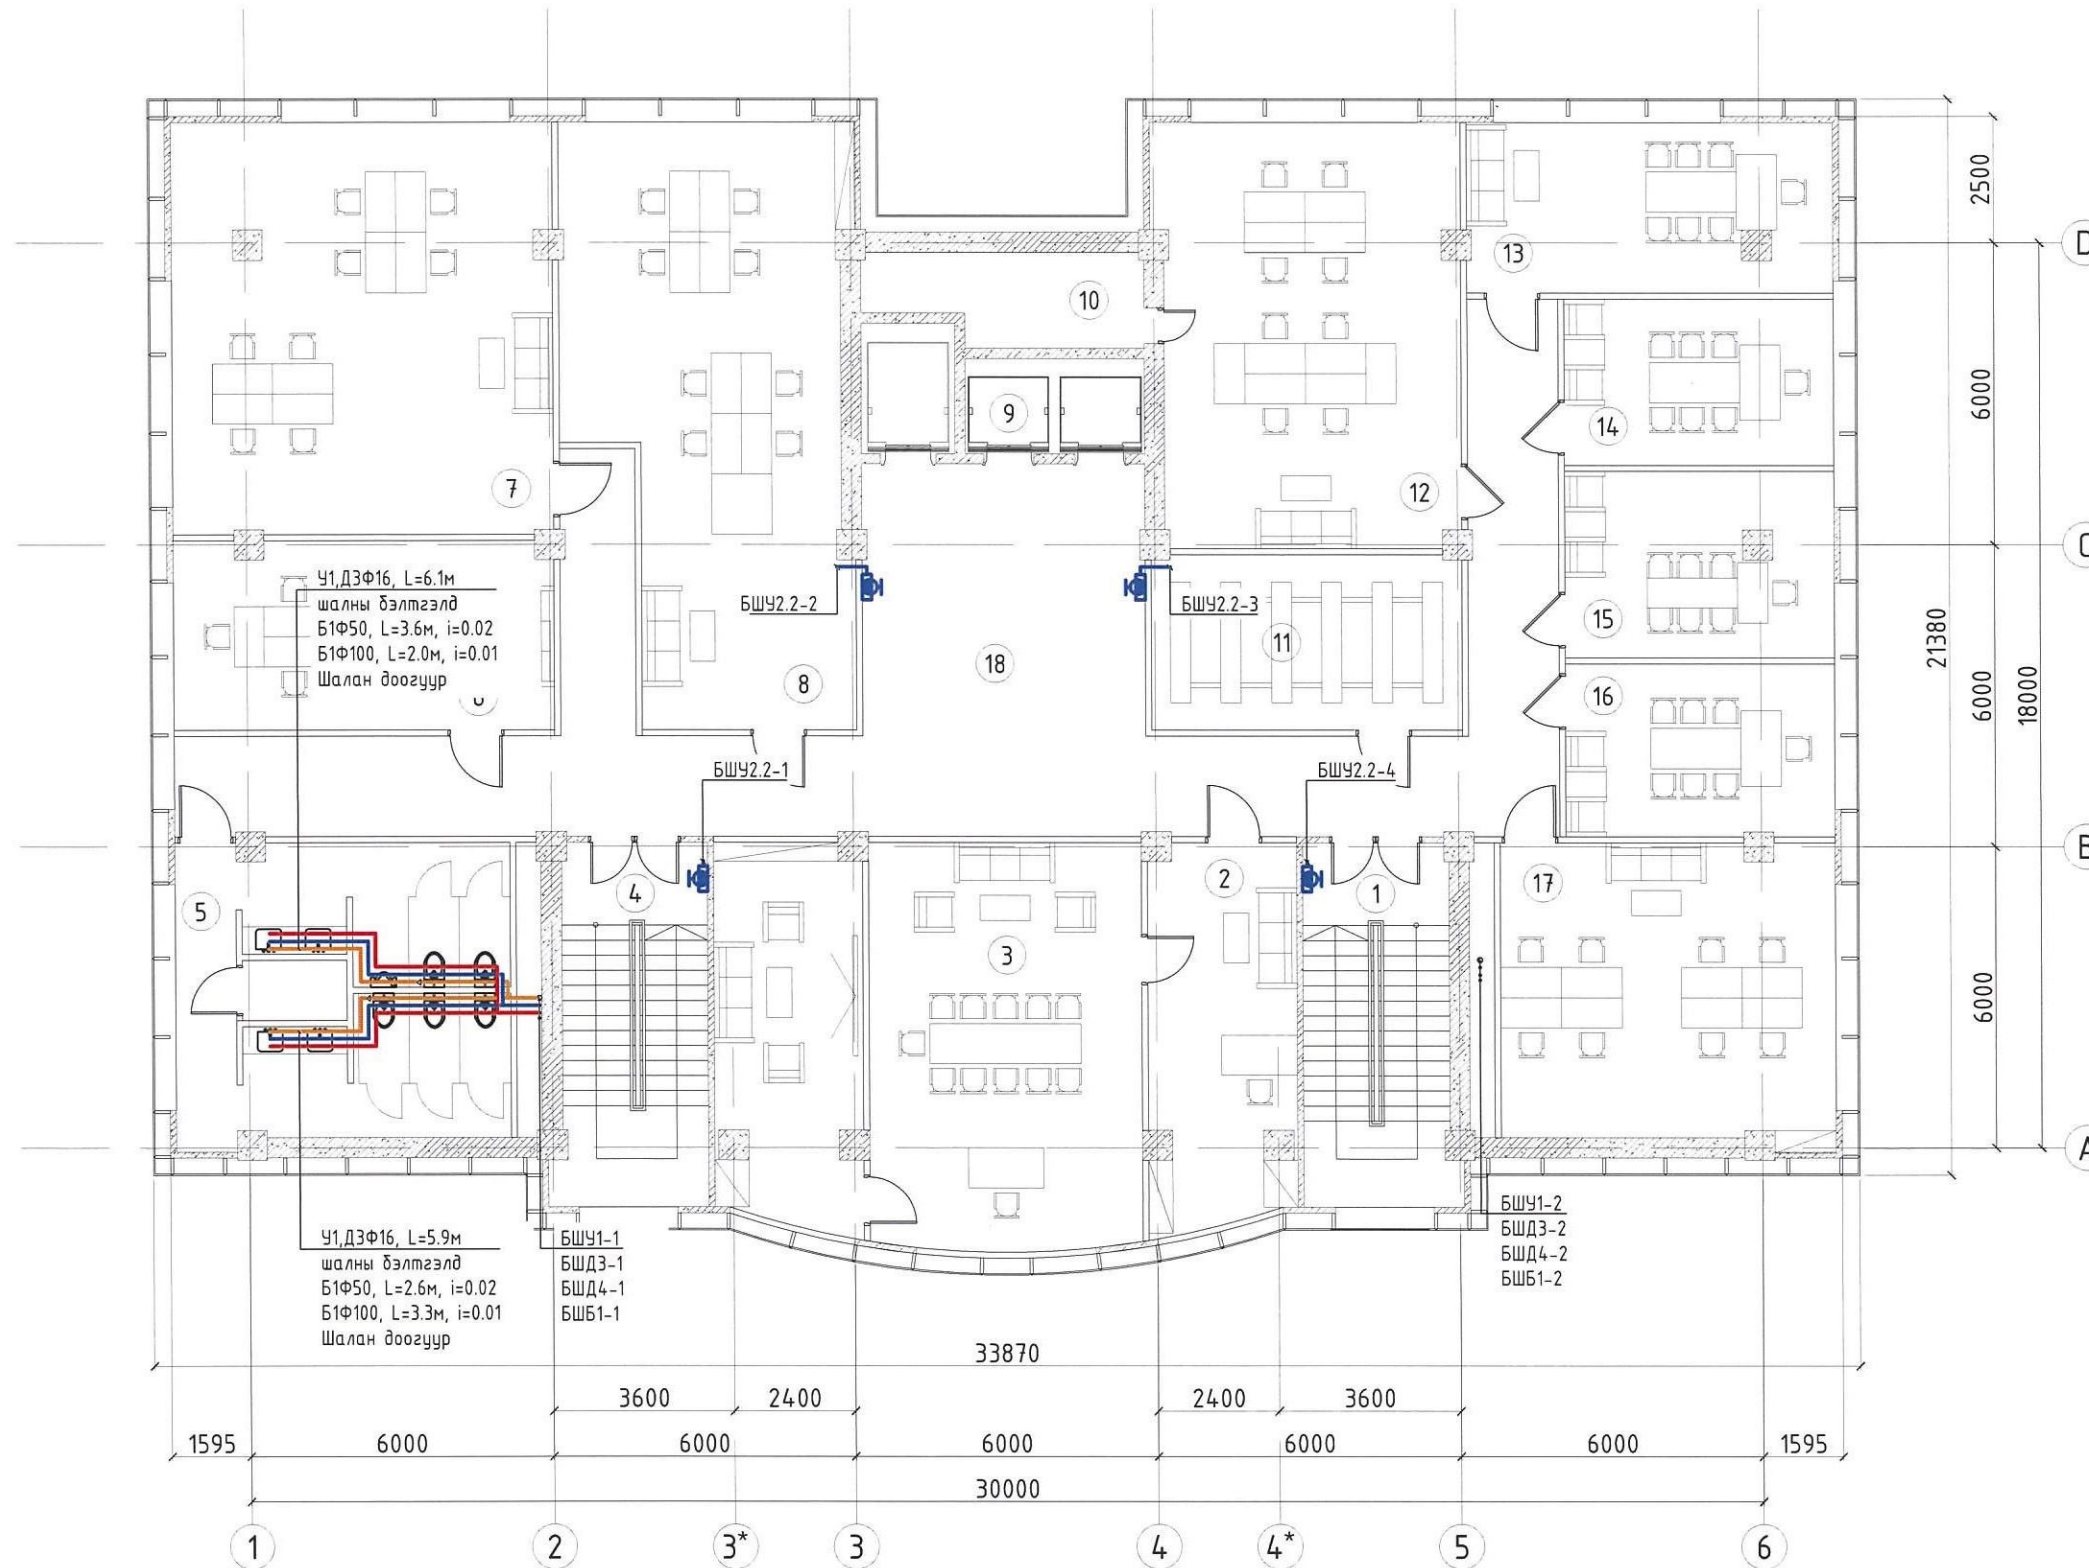 2500
D
13
10
6000
9
14
7
12
C
У1,ДЗФ16, L=6.1м
шалны бэлтгэлд
Б1Ф50, L=3.6м, i=0.02
Б1Ф100, L=2.0м, i=0.01
Шалан доогуур
БШУ2.2-2
БШУ2.2-3
15
11
21380
18
8
16
6000
18000
БШУ2.2-1
БШУ2.2-4
B
4
2
1
17
5
3
6000
A
У1,ДЗФ16, L=5.9м
шалны бэлтгэлд
Б1Ф50, L=2.6м, i=0.02
Б1Ф100, L=3.3м, i=0.01
Шалан доогуур
БШУ1-1
БШДЗ-1
БШД4-1
БШБ1-1
БШУ1-2
БШДЗ-2
БШД4-2
БШБ1-2
33870
3600 2400 2400 3600
1595 6000 6000 6000 6000 6000 1595
30000
1 2 3* 3 4 4* 5 6